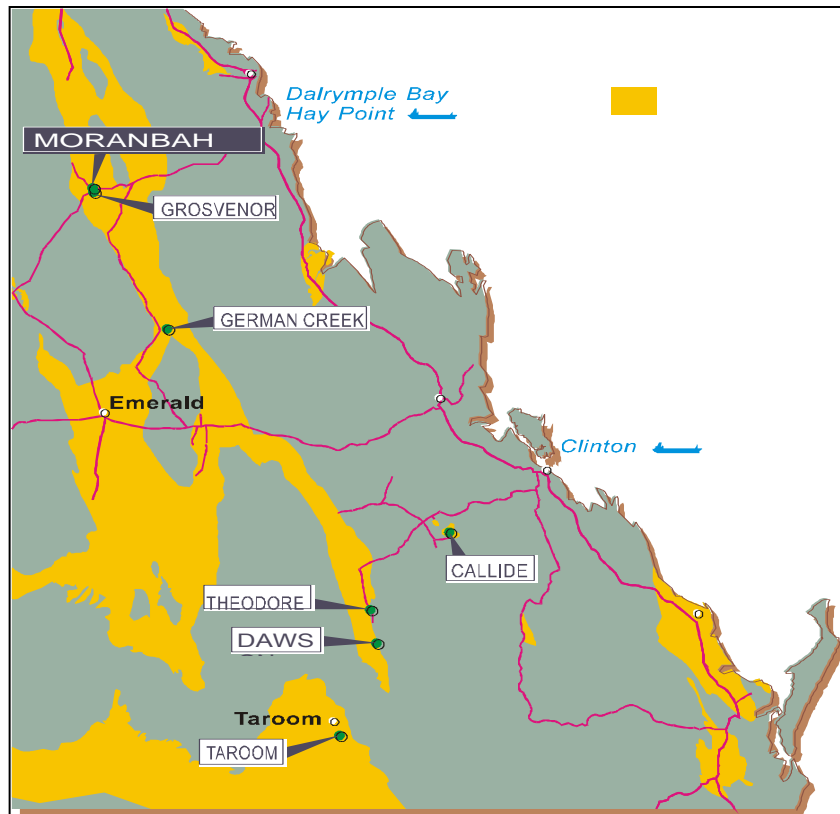 Dalrymple Bay
Hay Point
MORANBAH
GROSVENOR
GERMAN CREEK
Emerald
Clinton
CALLIDE
THEODORE
DAWS
Taroom
TAROOM